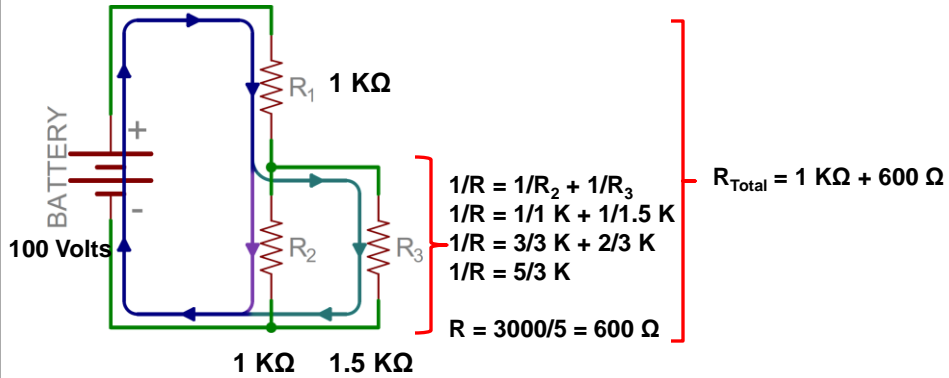 BATTERY
+
-
100 Volts
R1 1 KΩ
R2
R3
1 KΩ 1.5 KΩ
1/R = 1/R2 + 1/R3
1/R = 1/1 K + 1/1.5 K
1/R = 3/3 K + 2/3 K
1/R = 5/3 K
R = 3000/5 = 600 Ω
RTotal = 1 KΩ + 600 Ω